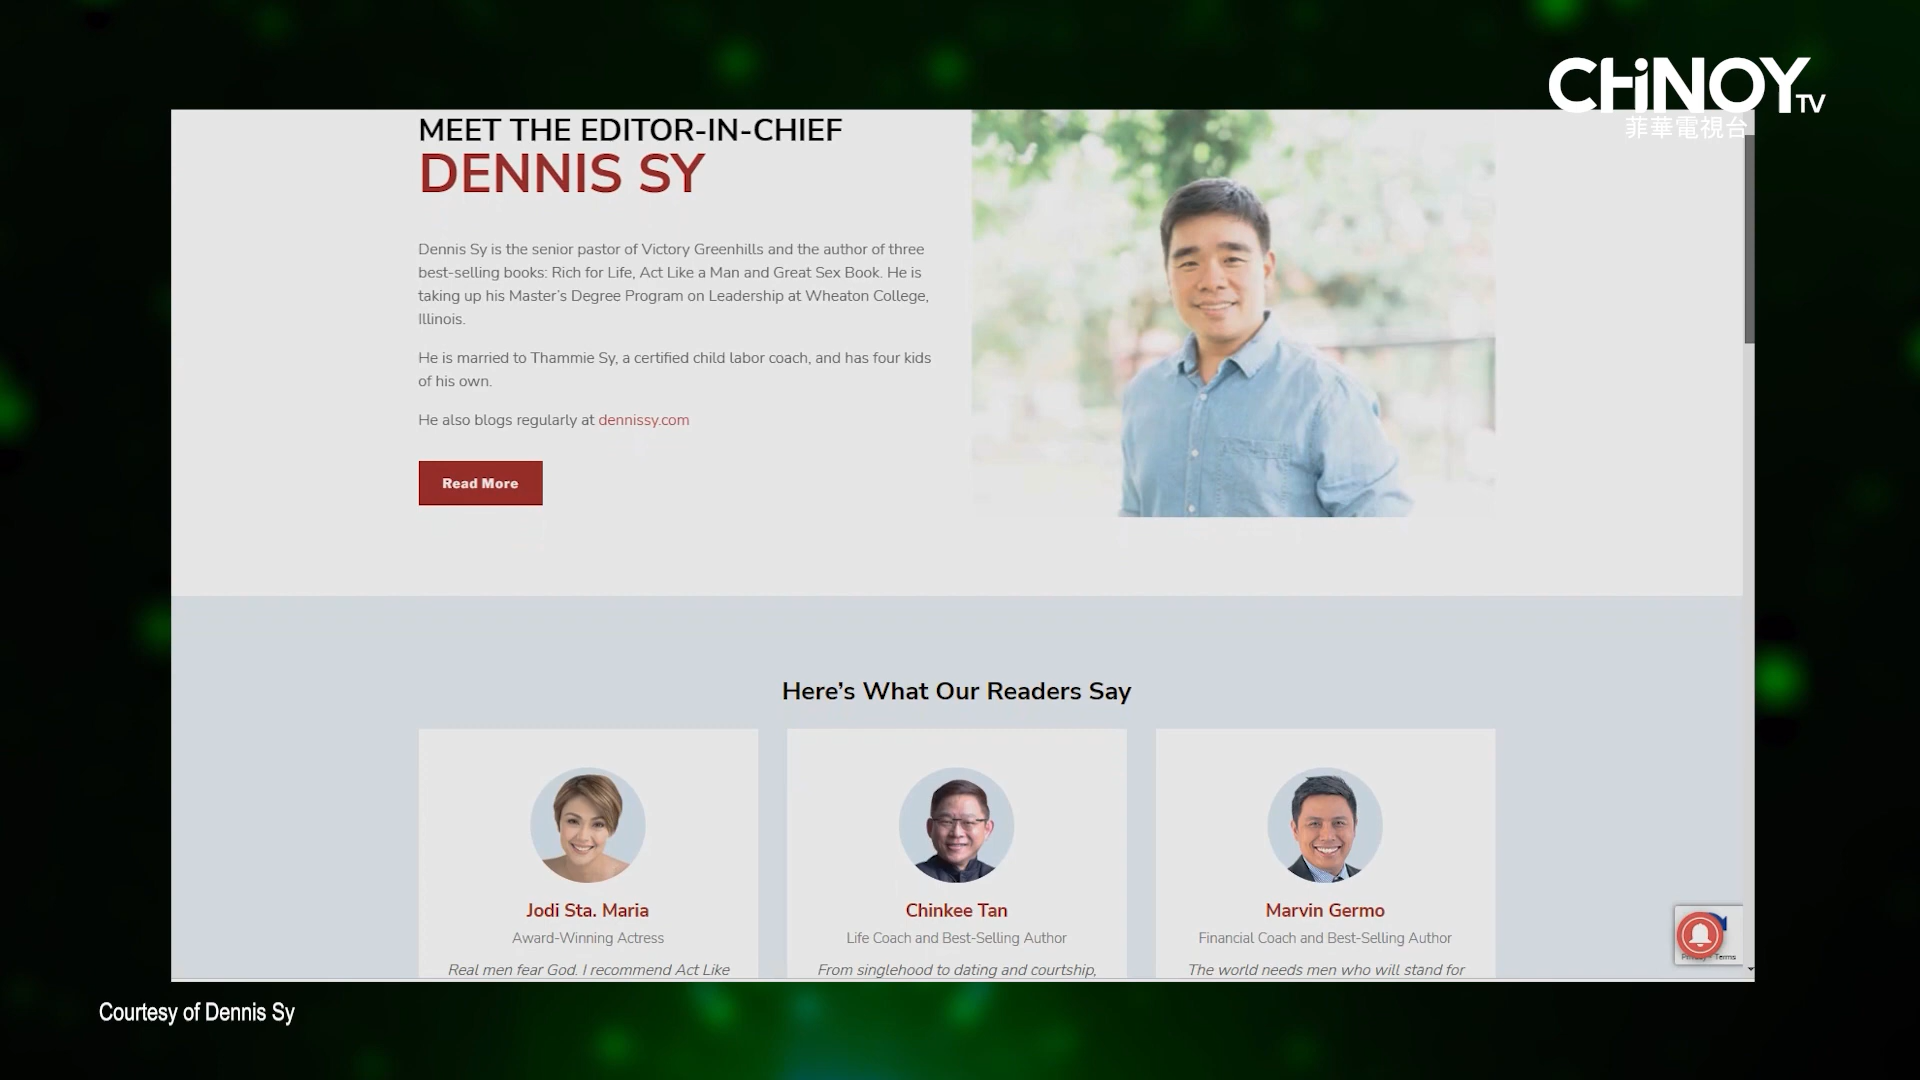 CHiNOY TV
菲華電視台
MEET THE EDITOR-IN-CHIEF
DENNIS SY
Dennis Sy is the senior pastor of Victory Greenhills and the author of three
best-selling books: Rich for Life, Act Like a Man and Great Sex Book. He is
taking up his Master’s Degree Program on Leadership at Wheaton College,
Illinois.
He is married to Thammie Sy, a certified child labor coach, and has four kids
of his own.
He also blogs regularly at dennissy.com
Read More
Here’s What Our Readers Say
Jodi Sta. Maria
Award-Winning Actress
Real men fear God. I recommend Act Like
Chinkee Tan
Life Coach and Best-Selling Author
From singlehood to dating and courtship,
Marvin Germo
Financial Coach and Best-Selling Author
The world needs men who will stand for
Terms
Courtesy of Dennis Sy